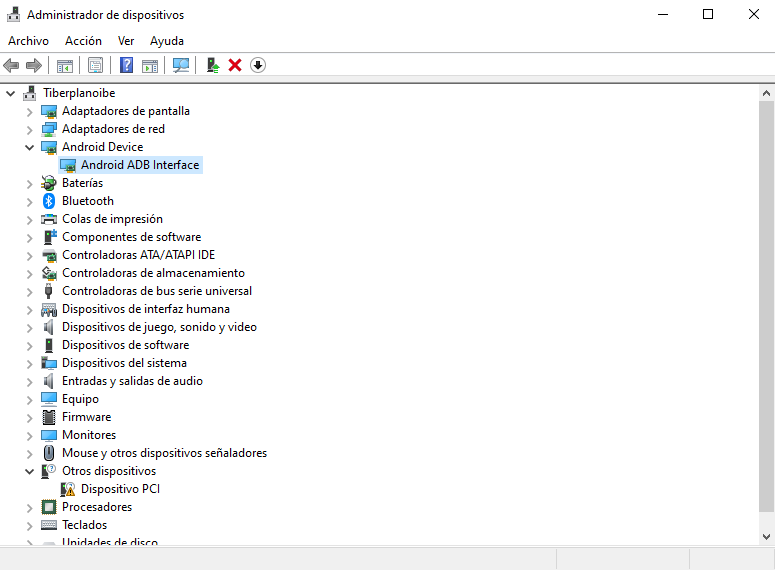 Administrador de dispositivos
Archivo Acción Ver Ayuda
Tiberplanoibe
Adaptadores de pantalla
Adaptadores de red
Android Device
Android ADB Interface
Baterías
Bluetooth
Colas de impresión
Componentes de software
Controladoras ATA/ATAPI IDE
Controladoras de almacenamiento
Controladoras de bus serie universal
Dispositivos de interfaz humana
Dispositivos de juego, sonido y video
Dispositivos de software
Dispositivos del sistema
Entradas y salidas de audio
Equipo
Firmware
Monitores
Mouse y otros dispositivos señaladores
Otros dispositivos
Dispositivo PCI
Procesadores
Teclados
Unidades de disco